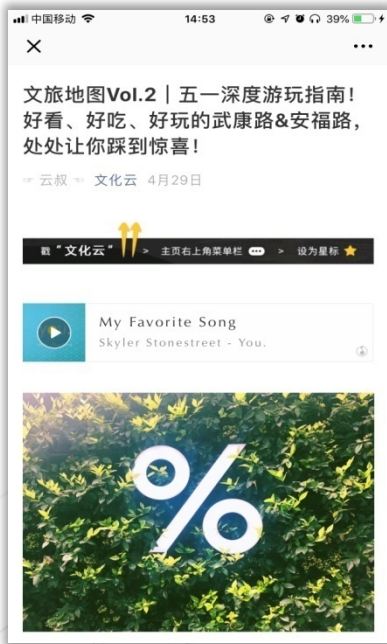 中国移动 14:53 39%
文旅地图Vol.2｜五一深度游玩指南!
好看、好吃、好玩的武康路&安福路,
处处让你踩到惊喜!
☞ 云叔 ☜ 文化云 4月29日
戳 “文化云” > 主页右上角菜单栏 > 设为星标
My Favorite Song
Skyler Stonestreet - You.
%